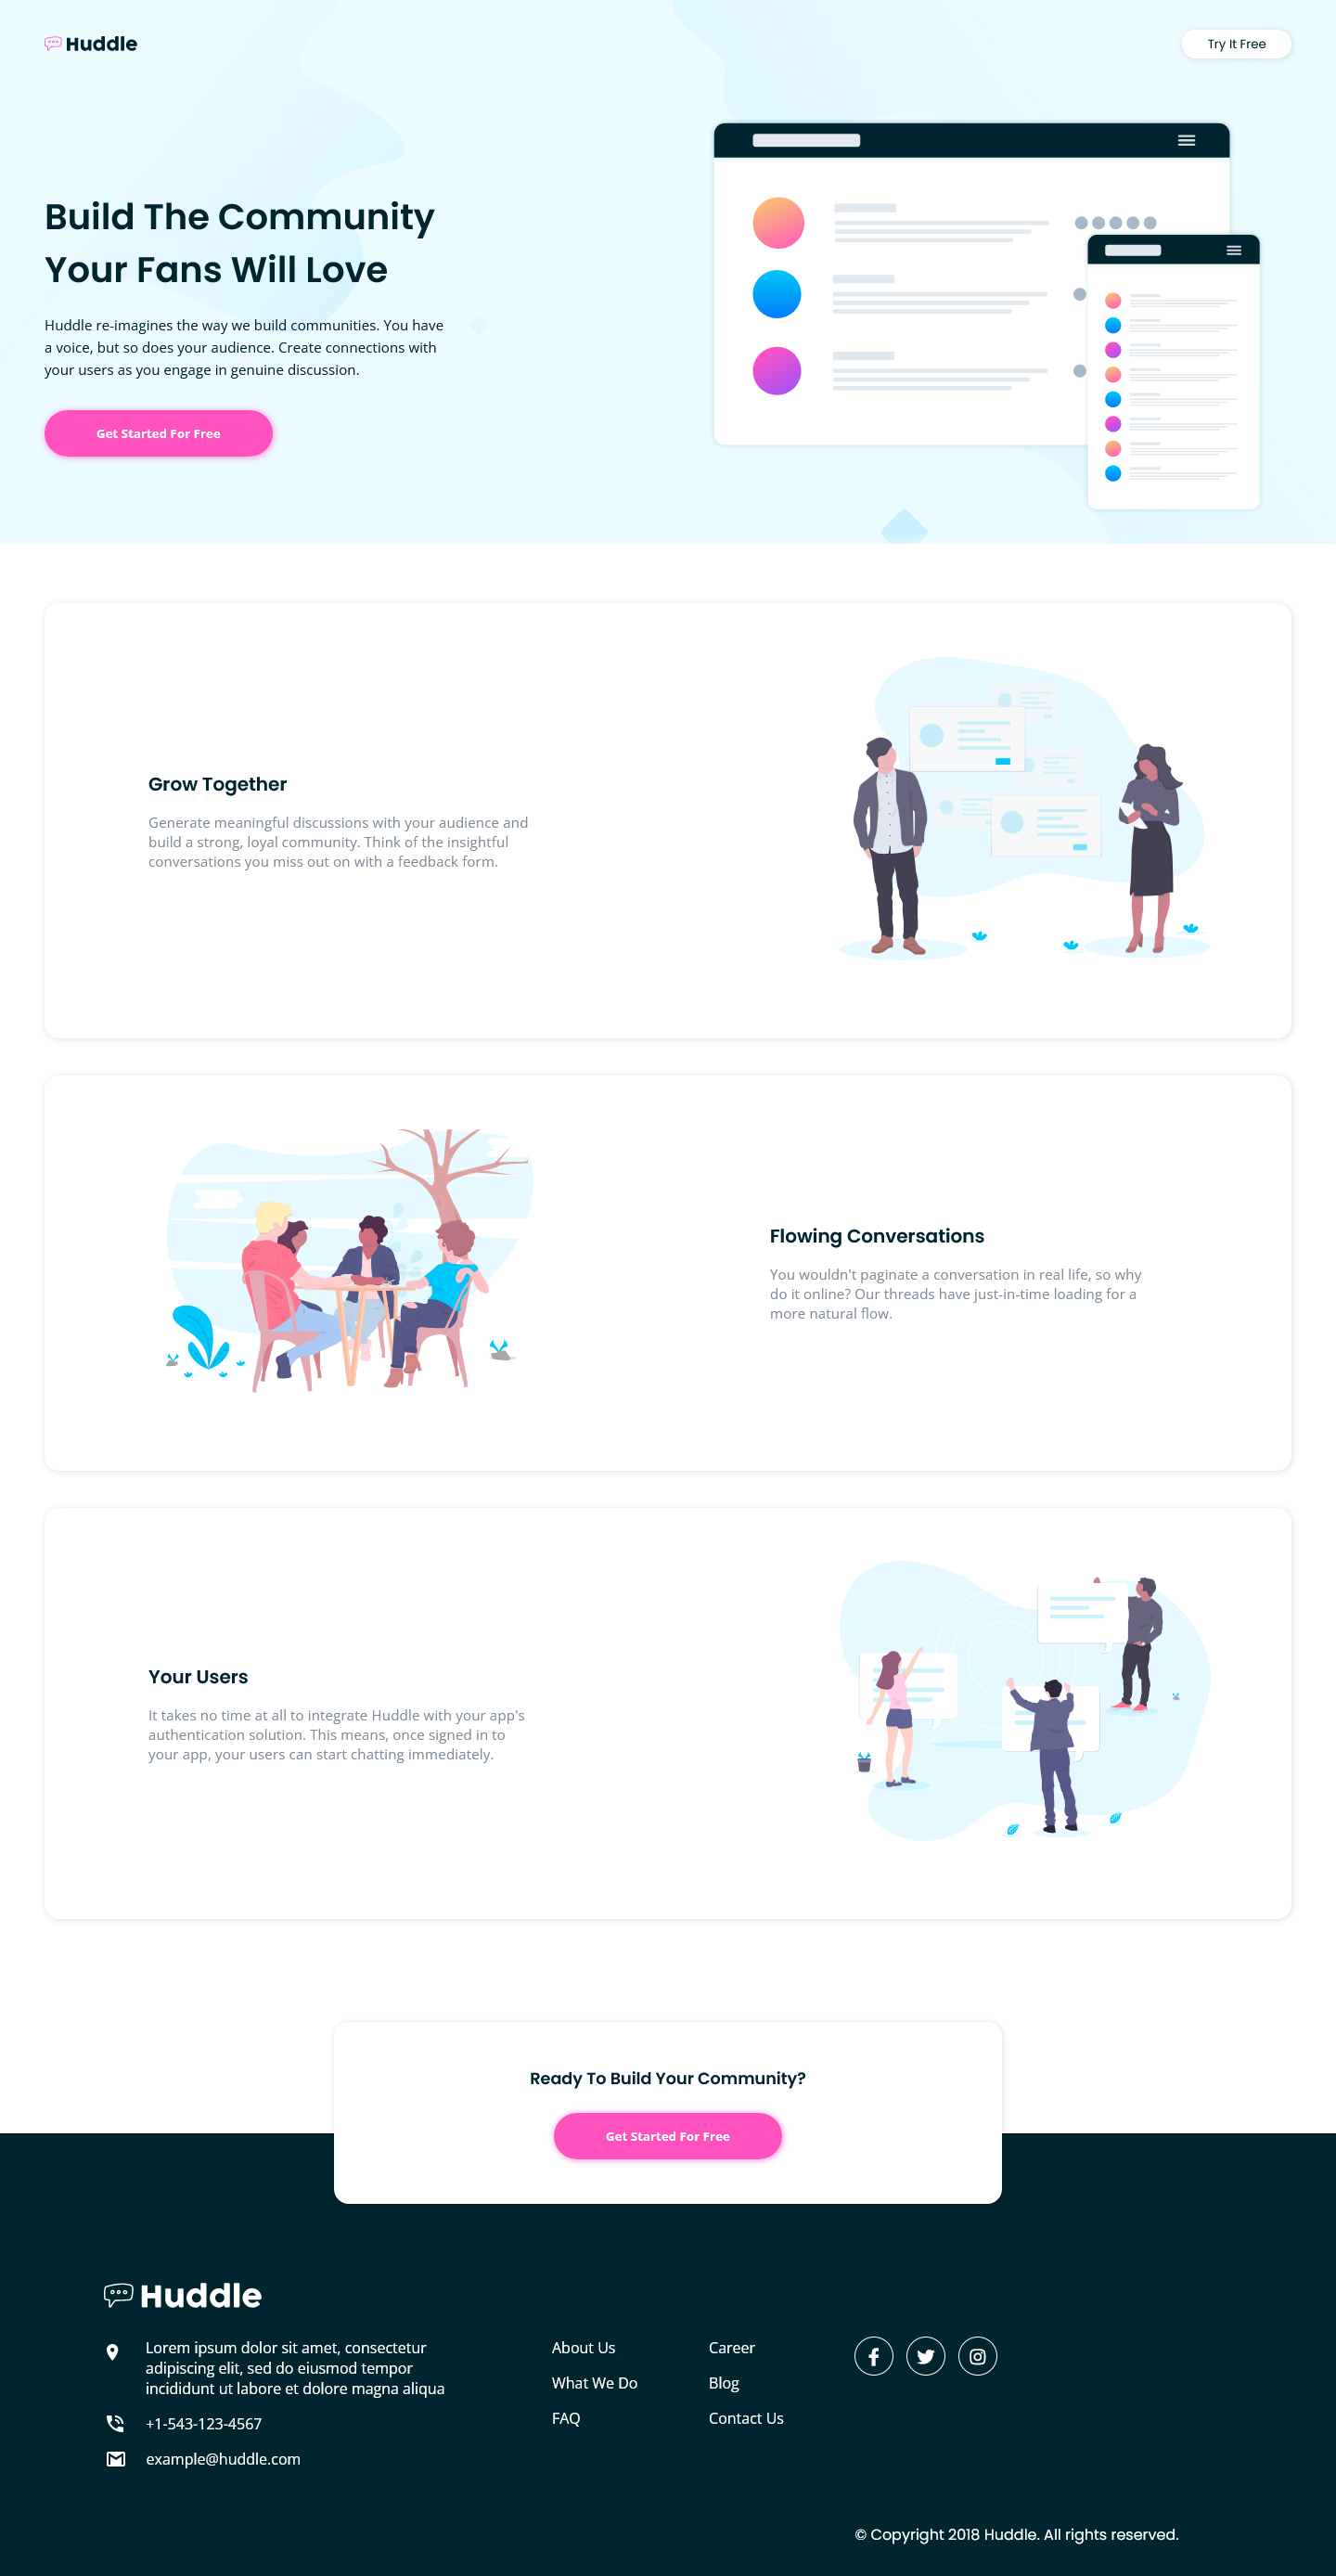 Huddle
Try It Free
Build The Community
Your Fans Will Love
Huddle re-imagines the way we build communities. You have
a voice, but so does your audience. Create connections with
your users as you engage in genuine discussion.
Get Started For Free
Grow Together
Generate meaningful discussions with your audience and
build a strong, loyal community. Think of the insightful
conversations you miss out on with a feedback form.
Flowing Conversations
You wouldn't paginate a conversation in real life, so why
do it online? Our threads have just-in-time loading for a
more natural flow.
Your Users
It takes no time at all to integrate Huddle with your app's
authentication solution. This means, once signed in to
your app, your users can start chatting immediately.
Ready To Build Your Community?
Get Started For Free
Huddle
Lorem ipsum dolor sit amet, consectetur
adipiscing elit, sed do eiusmod tempor
incididunt ut labore et dolore magna aliqua
+1-543-123-4567
example@huddle.com
About Us
What We Do
FAQ
Career
Blog
Contact Us
© Copyright 2018 Huddle. All rights reserved.